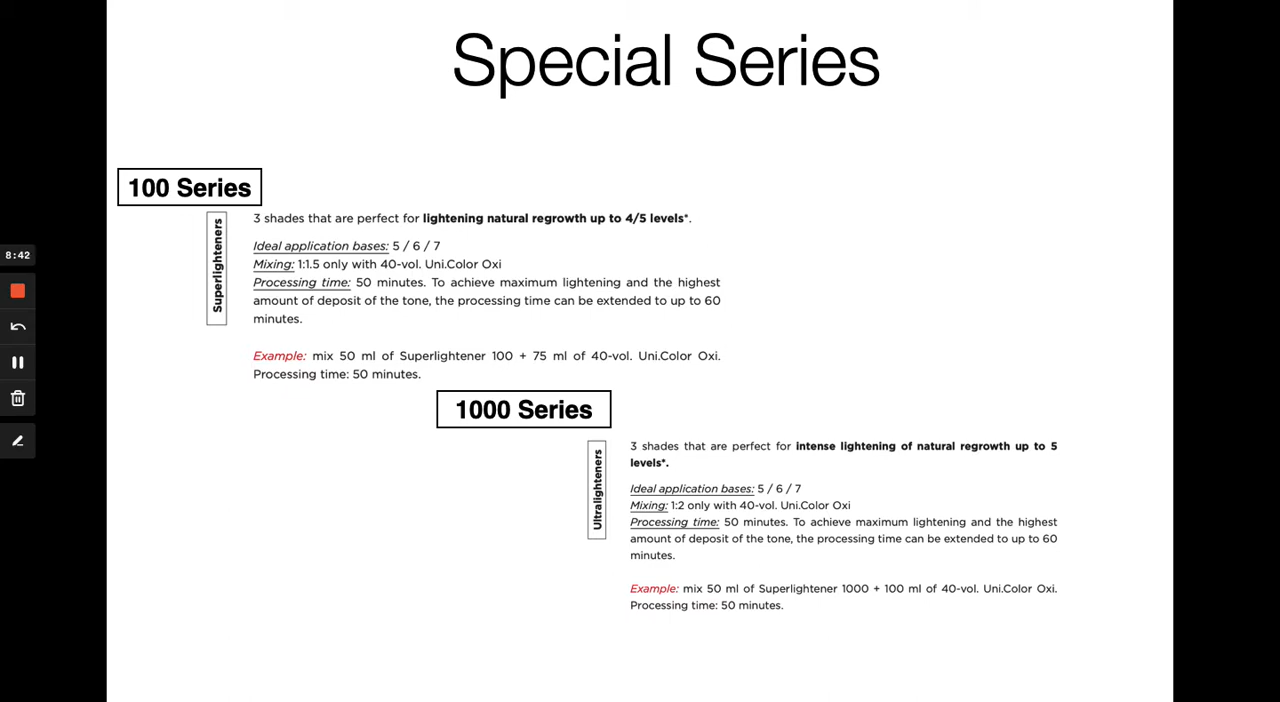 Special Series
100 Series
Superlighteners
3 shades that are perfect for lightening natural regrowth up to 4/5 levels*.
Ideal application bases: 5 / 6 / 7
Mixing: 1:1.5 only with 40-vol. Uni.Color Oxi
Processing time: 50 minutes. To achieve maximum lightening and the highest
amount of deposit of the tone, the processing time can be extended to up to 60
minutes.
Example: mix 50 ml of Superlightener 100 + 75 ml of 40-vol. Uni.Color Oxi.
Processing time: 50 minutes.
1000 Series
Ultralighteners
3 shades that are perfect for intense lightening of natural regrowth up to 5
levels*.
Ideal application bases: 5 / 6 / 7
Mixing: 1:2 only with 40-vol. Uni.Color Oxi
Processing time: 50 minutes. To achieve maximum lightening and the highest
amount of deposit of the tone, the processing time can be extended to up to 60
minutes.
Example: mix 50 ml of Superlightener 1000 + 100 ml of 40-vol. Uni.Color Oxi.
Processing time: 50 minutes.
8:42